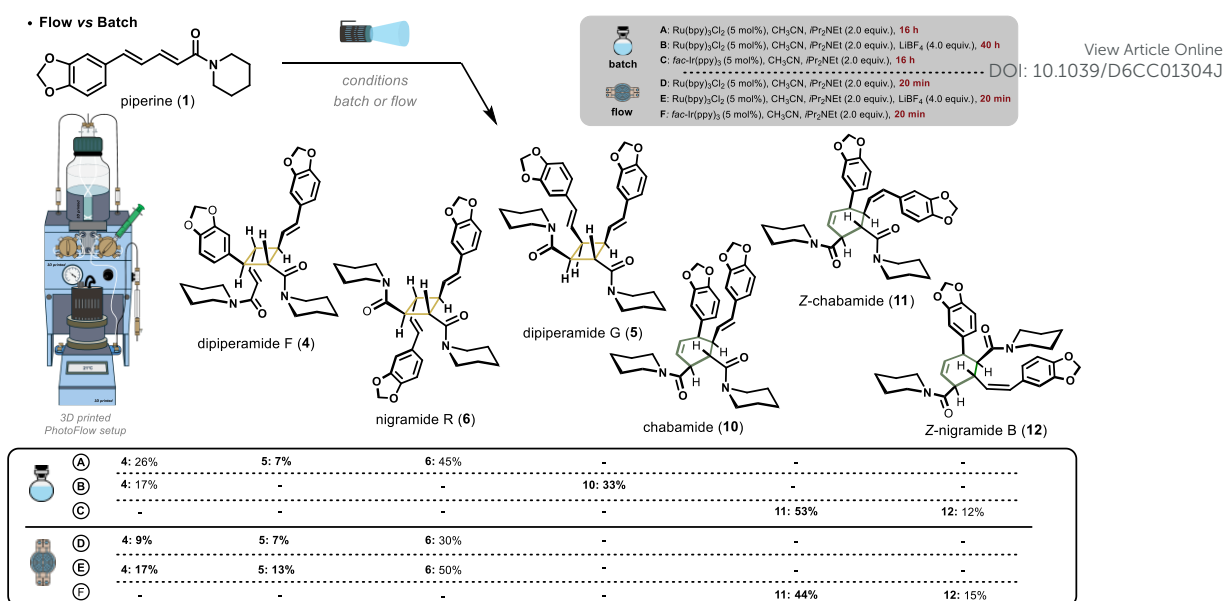 • Flow vs Batch
piperine (1)
conditions
batch or flow
batch
A: Ru(bpy)3Cl2 (5 mol%), CH3CN, iPr2NEt (2.0 equiv.), 16 h
B: Ru(bpy)3Cl2 (5 mol%), CH3CN, iPr2NEt (2.0 equiv.), LiBF4 (4.0 equiv.), 40 h
C: fac-Ir(ppy)3 (5 mol%), CH3CN, iPr2NEt (2.0 equiv.), 16 h
flow
D: Ru(bpy)3Cl2 (5 mol%), CH3CN, iPr2NEt (2.0 equiv.), 20 min
E: Ru(bpy)3Cl2 (5 mol%), CH3CN, iPr2NEt (2.0 equiv.), LiBF4 (4.0 equiv.), 20 min
F: fac-Ir(ppy)3 (5 mol%), CH3CN, iPr2NEt (2.0 equiv.), 20 min
View Article Online
DOI: 10.1039/D6CC01304J
3D printed
PhotoFlow setup
dipiperamide F (4)
nigramide R (6)
dipiperamide G (5)
chabamide (10)
Z-chabamide (11)
Z-nigramide B (12)
A 4: 26% 5: 7% 6: 45% - - -
B 4: 17% - - 10: 33% - -
C - - - - 11: 53% 12: 12%
D 4: 9% 5: 7% 6: 30% - - -
E 4: 17% 5: 13% 6: 50% - - -
F - - - - 11: 44% 12: 15%